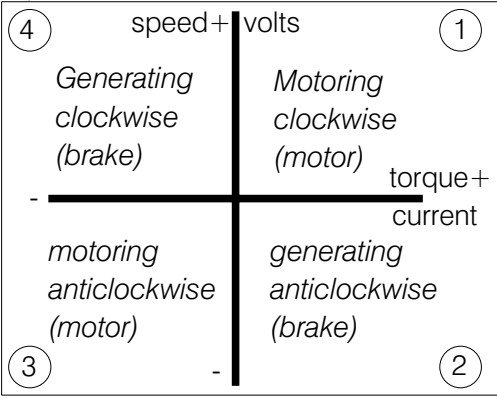 4 speed+ volts 1
Generating
clockwise
(brake)
Motoring
clockwise
(motor)
torque+
-
current
motoring
anticlockwise
(motor)
generating
anticlockwise
(brake)
3 - 2